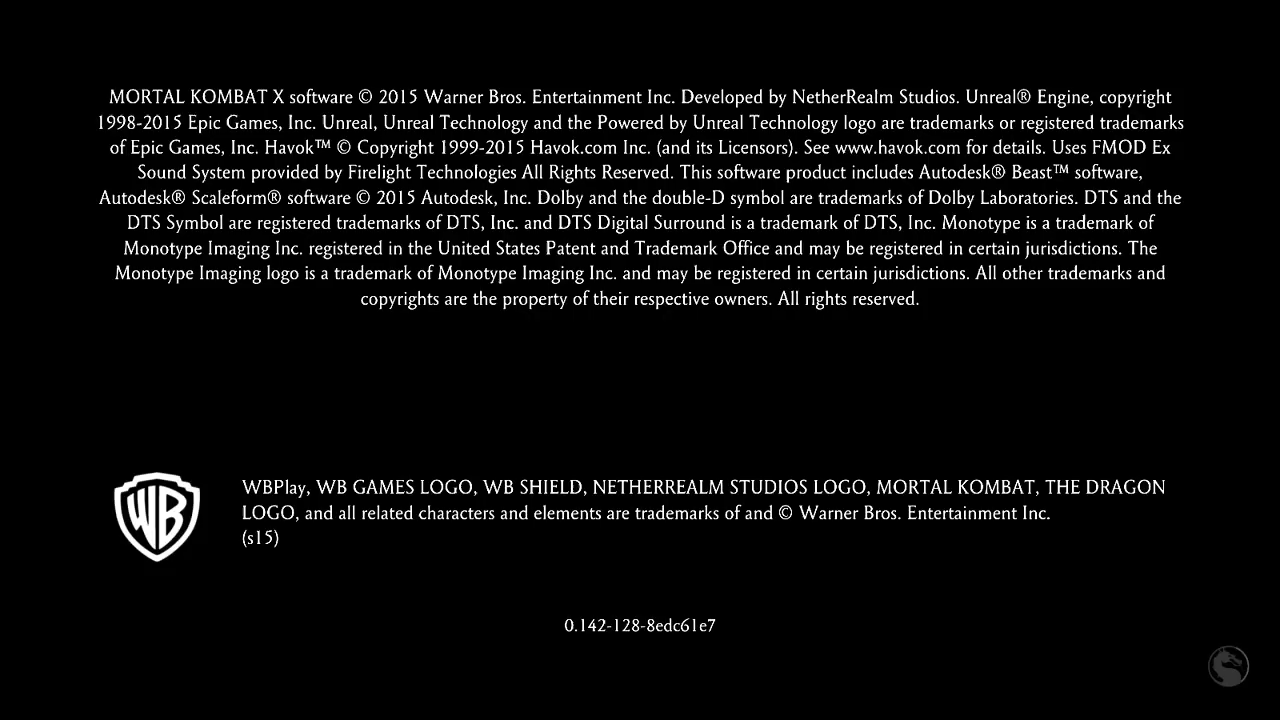 MORTAL KOMBAT X software © 2015 Warner Bros. Entertainment Inc. Developed by NetherRealm Studios. Unreal® Engine, copyright
1998-2015 Epic Games, Inc. Unreal, Unreal Technology and the Powered by Unreal Technology logo are trademarks or registered trademarks
of Epic Games, Inc. Havok™ © Copyright 1999-2015 Havok.com Inc. (and its Licensors). See www.havok.com for details. Uses FMOD Ex
Sound System provided by Firelight Technologies All Rights Reserved. This software product includes Autodesk® Beast™ software,
Autodesk® Scaleform® software © 2015 Autodesk, Inc. Dolby and the double-D symbol are trademarks of Dolby Laboratories. DTS and the
DTS Symbol are registered trademarks of DTS, Inc. and DTS Digital Surround is a trademark of DTS, Inc. Monotype is a trademark of
Monotype Imaging Inc. registered in the United States Patent and Trademark Office and may be registered in certain jurisdictions. The
Monotype Imaging logo is a trademark of Monotype Imaging Inc. and may be registered in certain jurisdictions. All other trademarks and
copyrights are the property of their respective owners. All rights reserved.
WB
WBPlay, WB GAMES LOGO, WB SHIELD, NETHERREALM STUDIOS LOGO, MORTAL KOMBAT, THE DRAGON
LOGO, and all related characters and elements are trademarks of and © Warner Bros. Entertainment Inc.
(s15)
0.142-128-8edc61e7